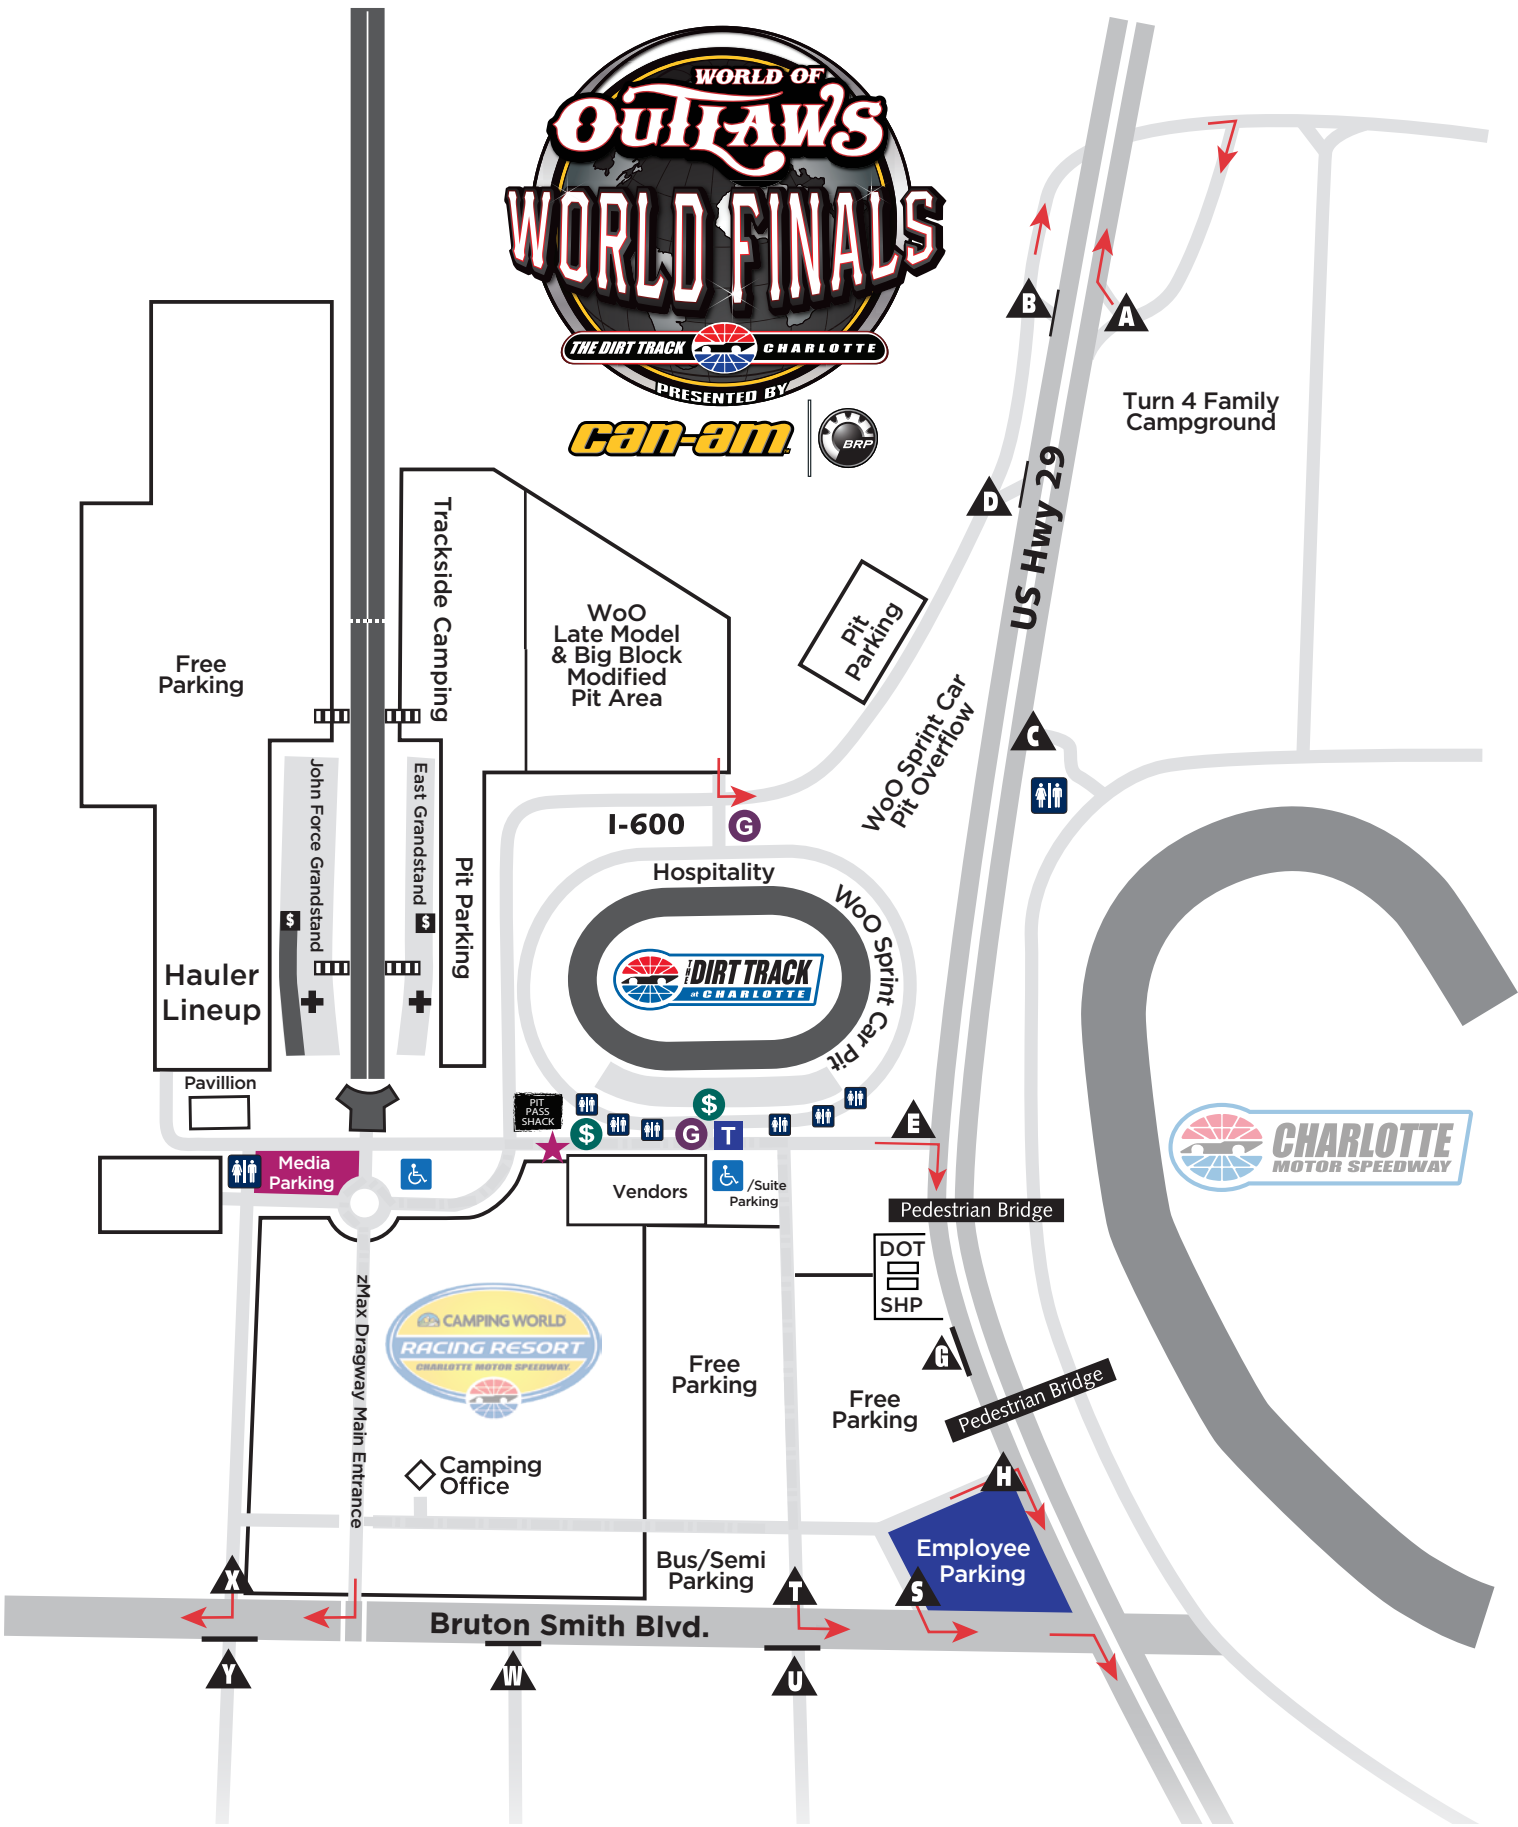 WORLD OF
OUTLAWS
WORLD FINALS
THE DIRT TRACK CHARLOTTE
PRESENTED BY
can-am
BRP
B
A
Turn 4 Family
Campground
US Hwy 29
D
Trackside Camping
WoO
Late Model
& Big Block
Modified
Pit Area
Pit
Parking
Free
Parking
WoO Sprint Car
Pit Overflow
C
John Force Grandstand
East Grandstand
Pit Parking
I-600
G
Hospitality
WoO Sprint Car Pit
$
$
THE DIRT TRACK
at CHARLOTTE
Hauler
Lineup
Pavillion
PIT
PASS
SHACK
$
$
G
T
E
CHARLOTTE
MOTOR SPEEDWAY
Media
Parking
Vendors
/Suite
Parking
Pedestrian Bridge
DOT
SHP
zMax Dragway Main Entrance
CAMPING WORLD
RACING RESORT
CHARLOTTE MOTOR SPEEDWAY
Free
Parking
G
Free
Parking
Pedestrian Bridge
Camping
Office
H
Employee
Parking
Bus/Semi
Parking
X
T
S
Bruton Smith Blvd.
Y
W
U